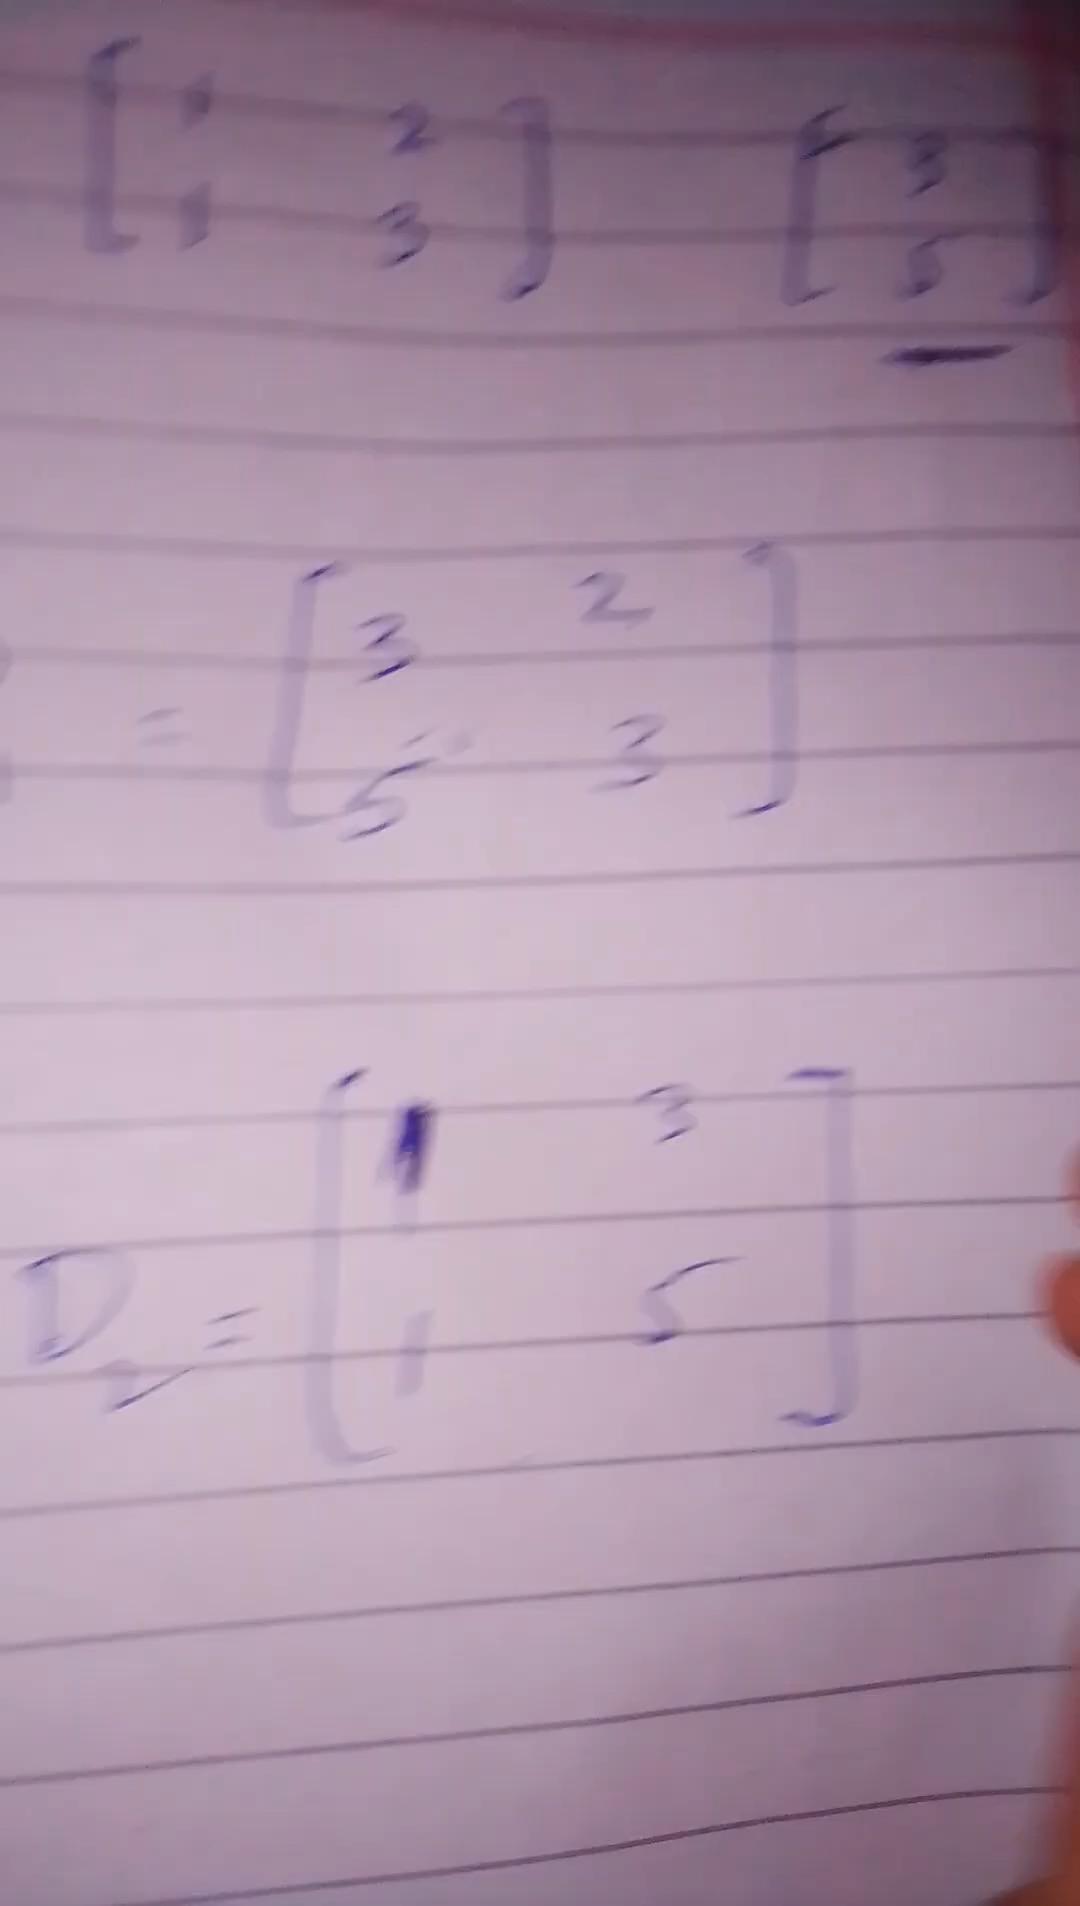 [1 2] [3]
[1 3] [5]
= [3 2]
[5 3]
D2 = [1 3]
[1 5]